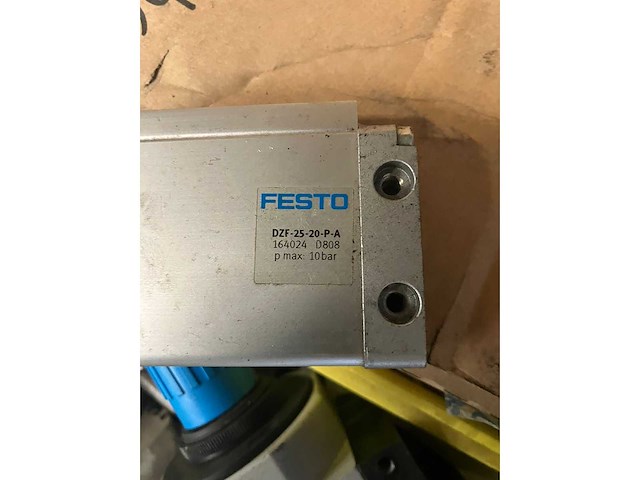 FESTO
DZF-25-20-P-A
164024 D808
p max: 10bar